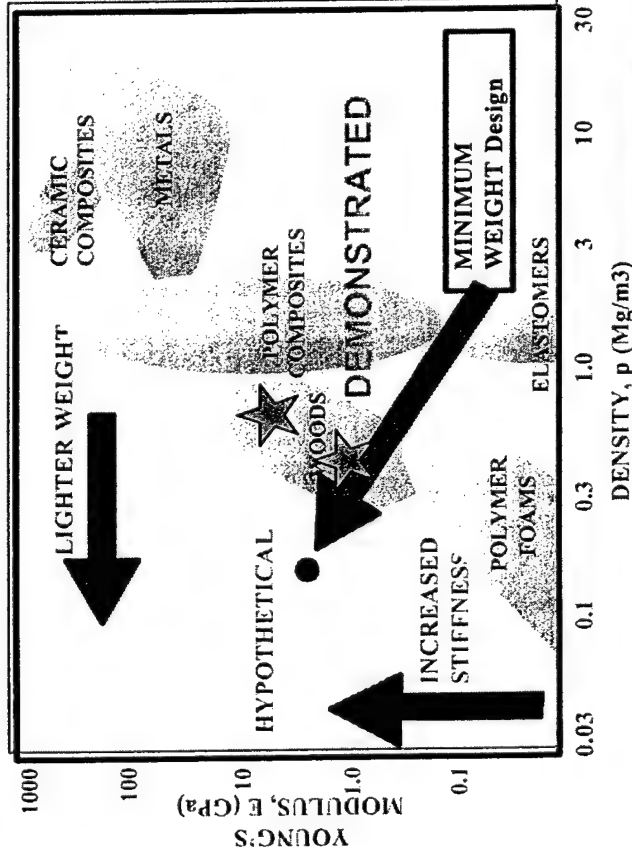 LIGHTER WEIGHT
CERAMIC
COMPOSITES
METALS
HYPOTHETICAL
POLYMER
COMPOSITES
WOODS
DEMONSTRATED
INCREASED
STIFFNESS
POLYMER
FOAMS
ELASTOMERS
MINIMUM
WEIGHT Design
YOUNG'S
MODULUS, E (GPa)
1000
100
10
1.0
0.1
0.03
0.1
0.3
1.0
3
10
30
DENSITY, p (Mg/m3)